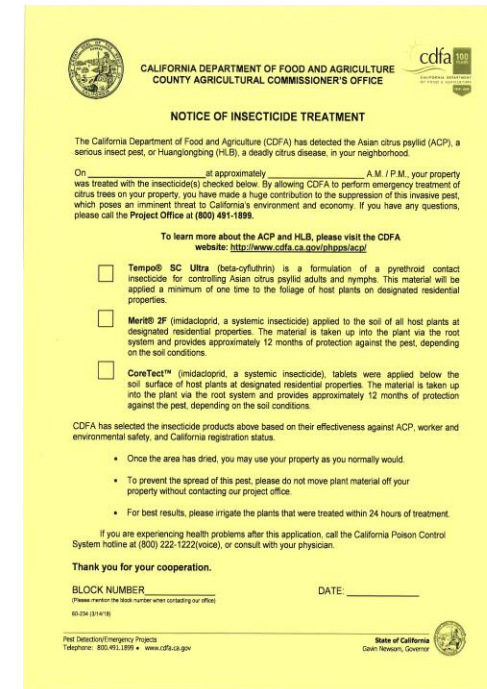 cdfa 100
CALIFORNIA DEPARTMENT
OF FOOD & AGRICULTURE
CALIFORNIA DEPARTMENT OF FOOD AND AGRICULTURE
COUNTY AGRICULTURAL COMMISSIONER'S OFFICE
NOTICE OF INSECTICIDE TREATMENT
The California Department of Food and Agriculture (CDFA) has detected the Asian citrus psyllid (ACP), a
serious insect pest, or Huanglongbing (HLB), a deadly citrus disease, in your neighborhood.
On____________________at approximately____________________A.M. / P.M., your property
was treated with the insecticide(s) checked below. By allowing CDFA to perform emergency treatment of
citrus trees on your property, you have made a huge contribution to the suppression of this invasive pest,
which poses an imminent threat to California's environment and economy. If you have any questions,
please call the Project Office at (800) 491-1899.
To learn more about the ACP and HLB, please visit the CDFA
website: http://www.cdfa.ca.gov/phpps/acp/
Tempo® SC Ultra (beta-cyfluthrin) is a formulation of a pyrethroid contact
insecticide for controlling Asian citrus psyllid adults and nymphs. This material will be
applied a minimum of one time to the foliage of host plants on designated residential
properties.
Merit® 2F (imidacloprid, a systemic insecticide) applied to the soil of all host plants at
designated residential properties. The material is taken up into the plant via the root
system and provides approximately 12 months of protection against the pest, depending
on the soil conditions.
CoreTect™ (imidacloprid, a systemic insecticide), tablets were applied below the
soil surface of host plants at designated residential properties. The material is taken up
into the plant via the root system and provides approximately 12 months of protection
against the pest, depending on the soil conditions.
CDFA has selected the insecticide products above based on their effectiveness against ACP, worker and
environmental safety, and California registration status.
• Once the area has dried, you may use your property as you normally would.
• To prevent the spread of this pest, please do not move plant material off your
property without contacting our project office.
• For best results, please irrigate the plants that were treated within 24 hours of treatment.
If you are experiencing health problems after this application, call the California Poison Control
System hotline at (800) 222-1222(voice), or consult with your physician.
Thank you for your cooperation.
BLOCK NUMBER____________ DATE: ____________
(Please mention the block number when contacting our office)
60-234 (3/14/19)
Pest Detection/Emergency Projects
Telephone: 800.491.1899 • www.cdfa.ca.gov
State of California
Gavin Newsom, Governor